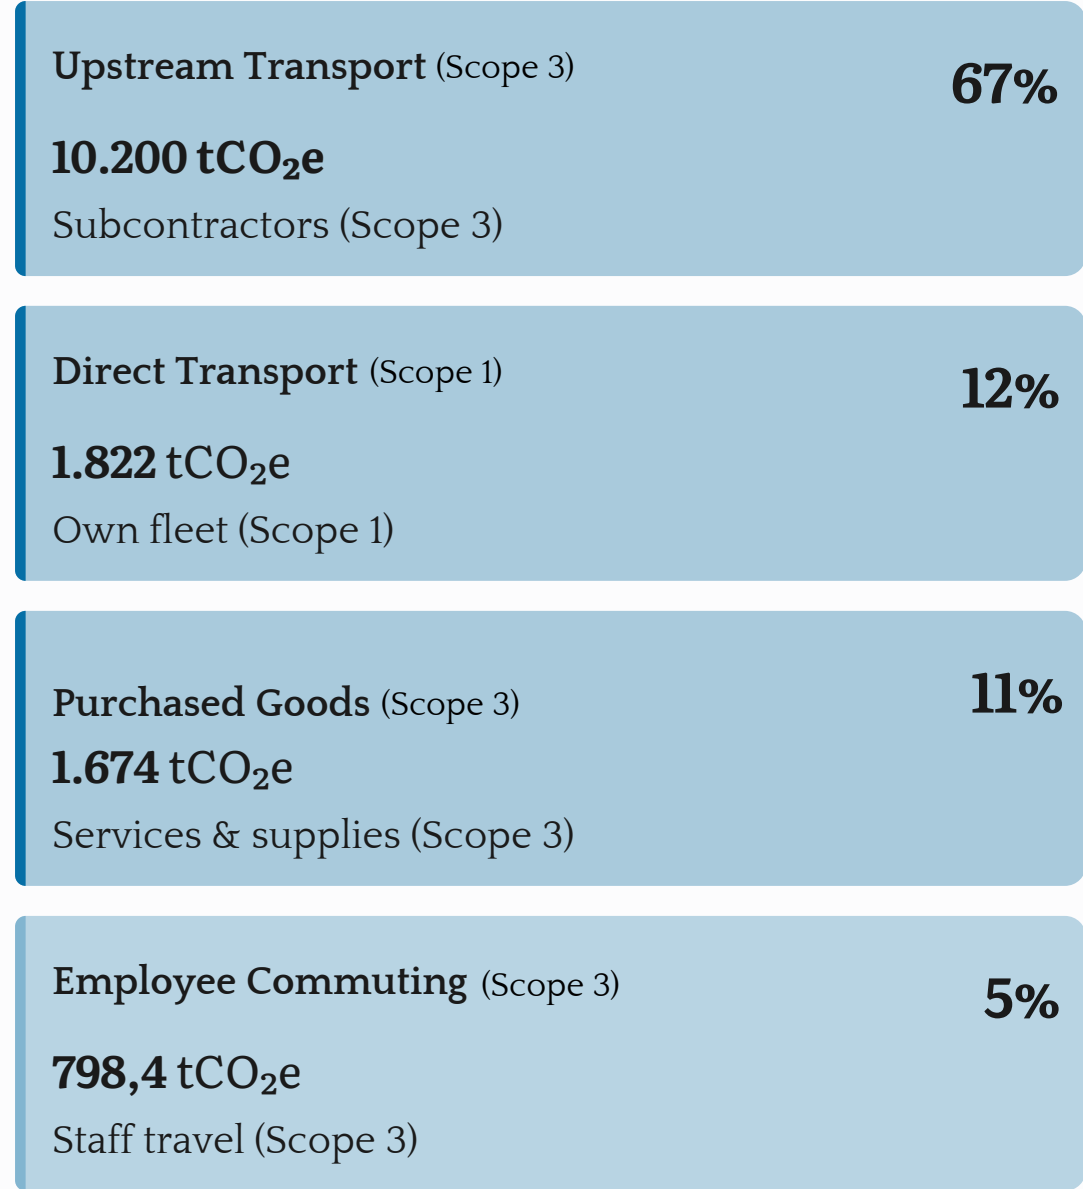 Upstream Transport (Scope 3)
67%
10.200 tCO₂e
Subcontractors (Scope 3)
Direct Transport (Scope 1)
12%
1.822 tCO₂e
Own fleet (Scope 1)
Purchased Goods (Scope 3)
11%
1.674 tCO₂e
Services & supplies (Scope 3)
Employee Commuting (Scope 3)
5%
798,4 tCO₂e
Staff travel (Scope 3)